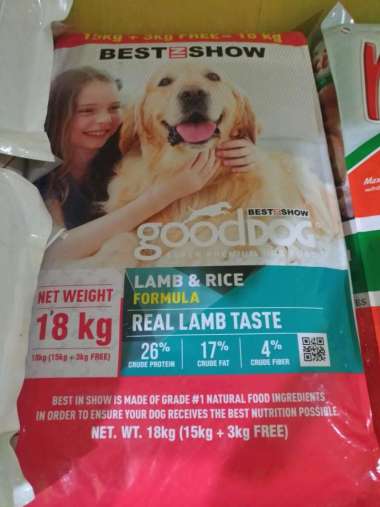 15kg + 3kg FREE= 18 kg
BEST IN SHOW
BEST IN SHOW
goodDOG
SUPER PREMIUM
LAMB & RICE
FORMULA
NET WEIGHT
18 kg
18kg (15kg + 3kg FREE)
REAL LAMB TASTE
26% 17% 4%
CRUDE PROTEIN CRUDE FAT CRUDE FIBER
BEST IN SHOW IS MADE OF GRADE #1 NATURAL FOOD INGREDIENTS
IN ORDER TO ENSURE YOUR DOG RECEIVES THE BEST NUTRITION POSSIBLE.
NET. WT. 18kg (15kg + 3kg FREE)